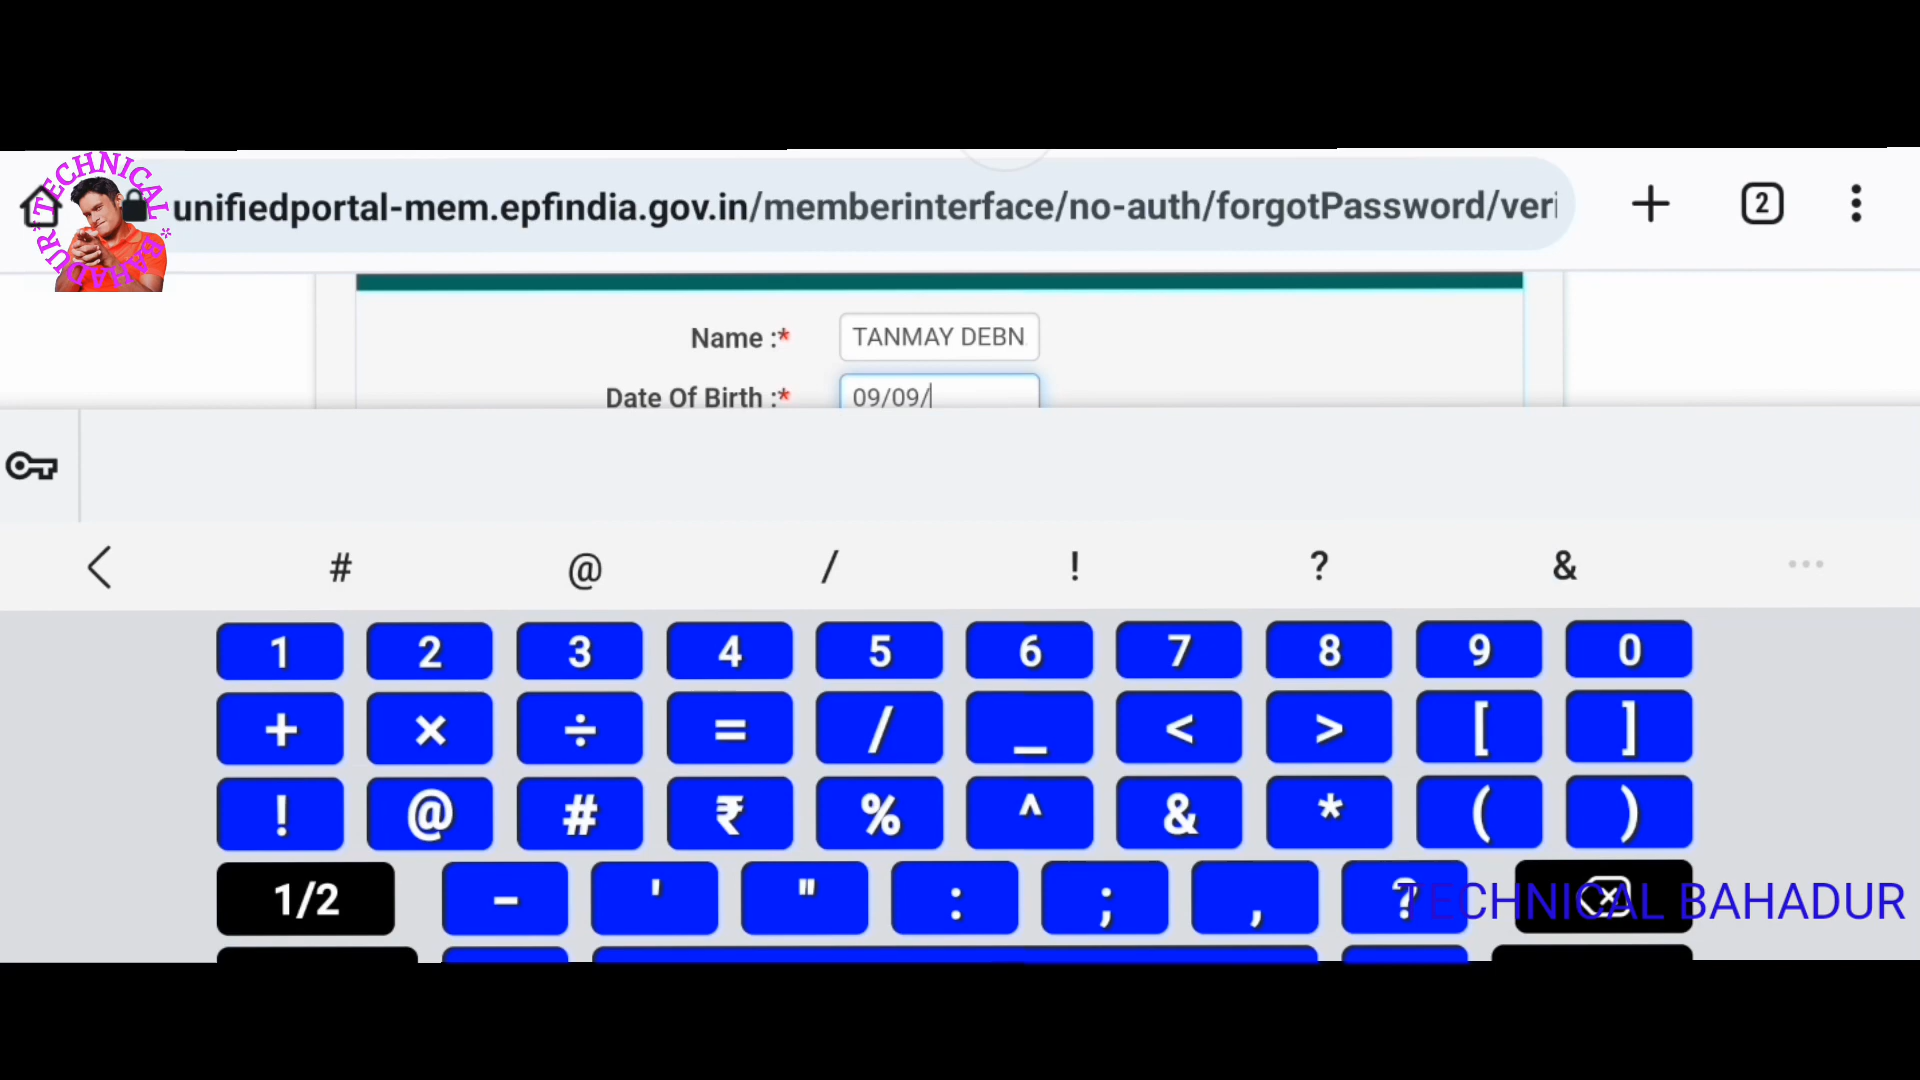 *TECHNICAL*
BAHADUR
unifiedportal-mem.epfindia.gov.in/memberinterface/no-auth/forgotPassword/veri
2
Name :* TANMAY DEBN
Date Of Birth :* 09/09/
# @ / ! ? & ...
1 2 3 4 5 6 7 8 9 0
+ × ÷ = / _ < > [ ]
! @ # ₹ % ^ & * ( )
1/2 - ' " : ; , ?
TECHNICAL BAHADUR